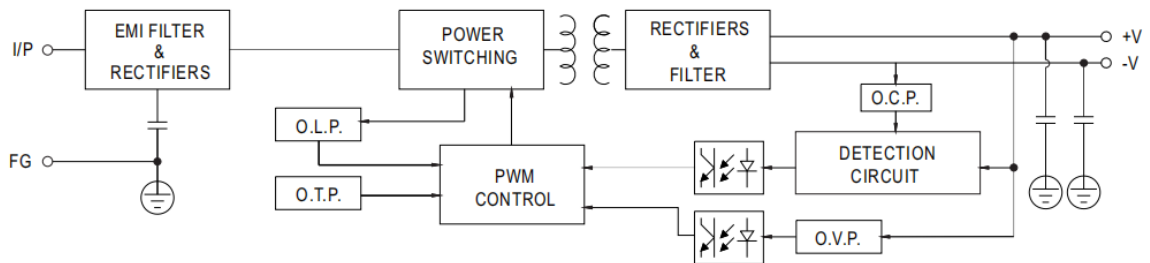 I/P
EMI FILTER
&
RECTIFIERS
POWER
SWITCHING
RECTIFIERS
&
FILTER
+V
-V
O.C.P.
O.L.P.
FG
PWM
CONTROL
DETECTION
CIRCUIT
O.T.P.
O.V.P.